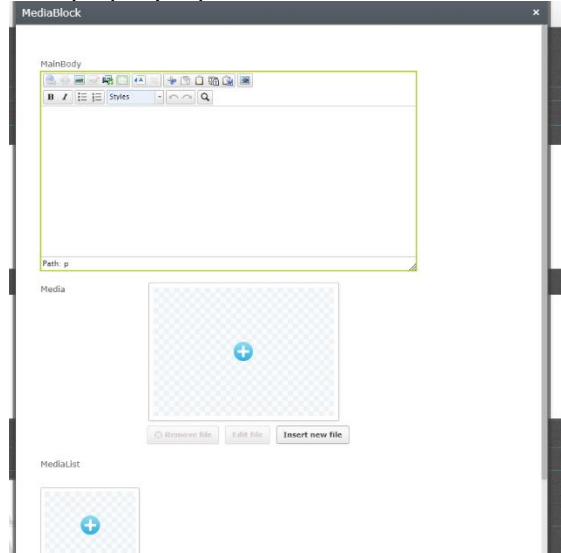 MediaBlock ×
MainBody
B I Styles
Path: p
Media
Remove file Edit file Insert new file
MediaList